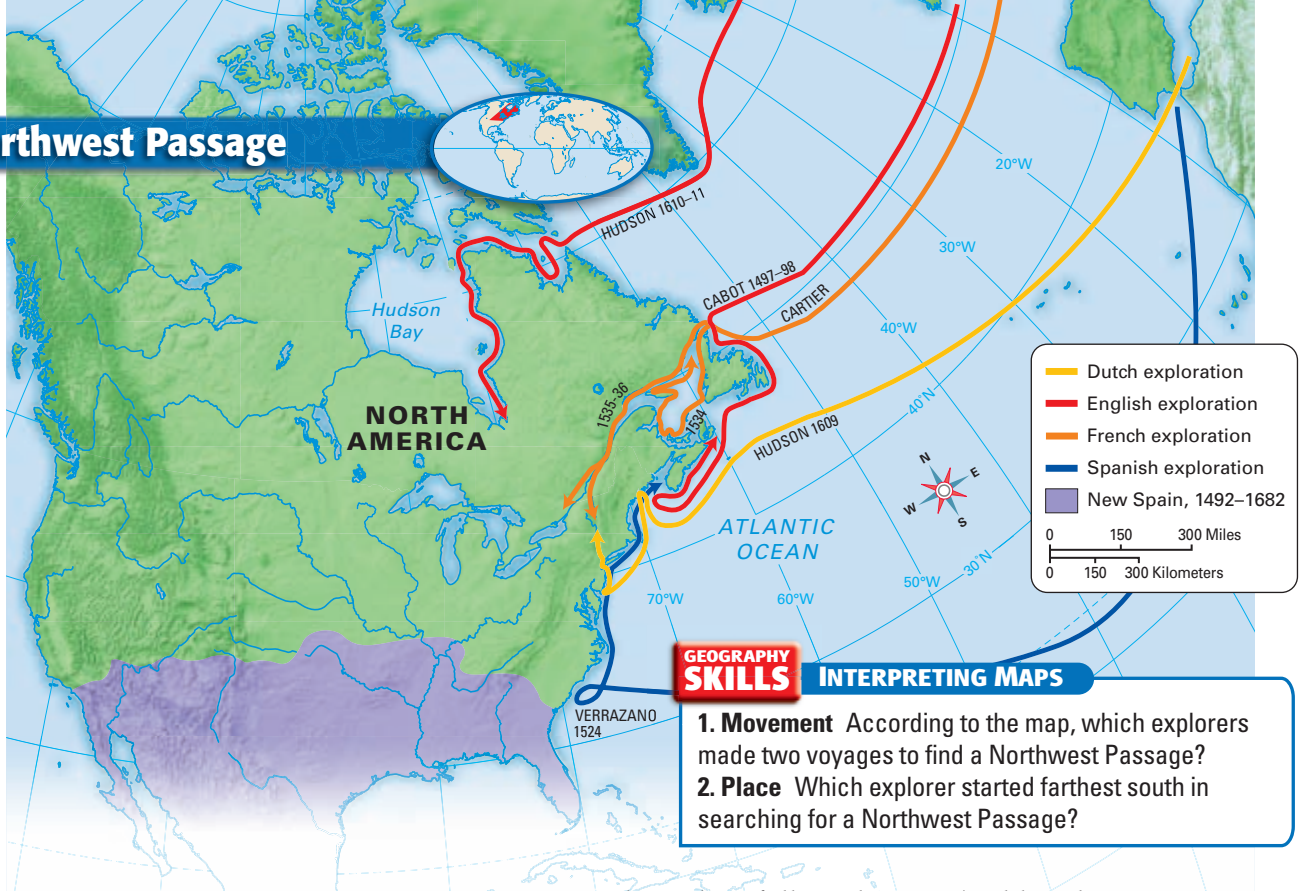 rthwest Passage
20°W
HUDSON 1610–11
30°W
CABOT 1497–98
CARTIER
Hudson
Bay
40°W
Dutch exploration
English exploration
French exploration
Spanish exploration
New Spain, 1492–1682
0 150 300 Miles
0 150 300 Kilometers
1535-36
40°N
NORTH
AMERICA
1534
HUDSON 1609
N
E
W
S
ATLANTIC
OCEAN
30°N
50°W
70°W
60°W
VERRAZANO
1524
GEOGRAPHY
SKILLS
INTERPRETING MAPS
1. Movement According to the map, which explorers
made two voyages to find a Northwest Passage?
2. Place Which explorer started farthest south in
searching for a Northwest Passage?